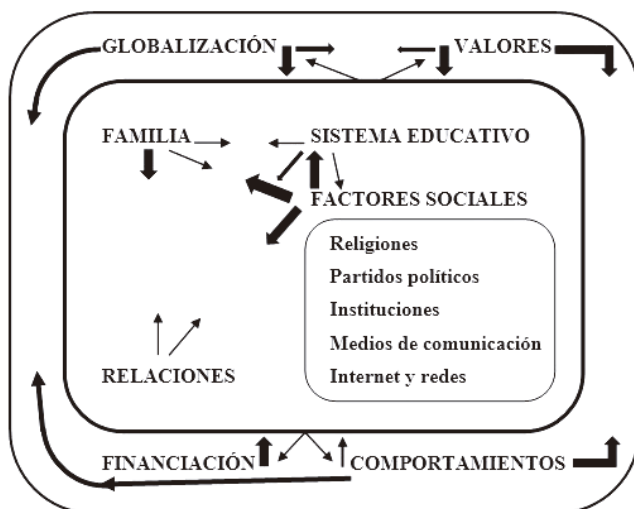 GLOBALIZACIÓN VALORES
FAMILIA SISTEMA EDUCATIVO
FACTORES SOCIALES
Religiones
Partidos políticos
Instituciones
Medios de comunicación
Internet y redes
RELACIONES
FINANCIACIÓN COMPORTAMIENTOS